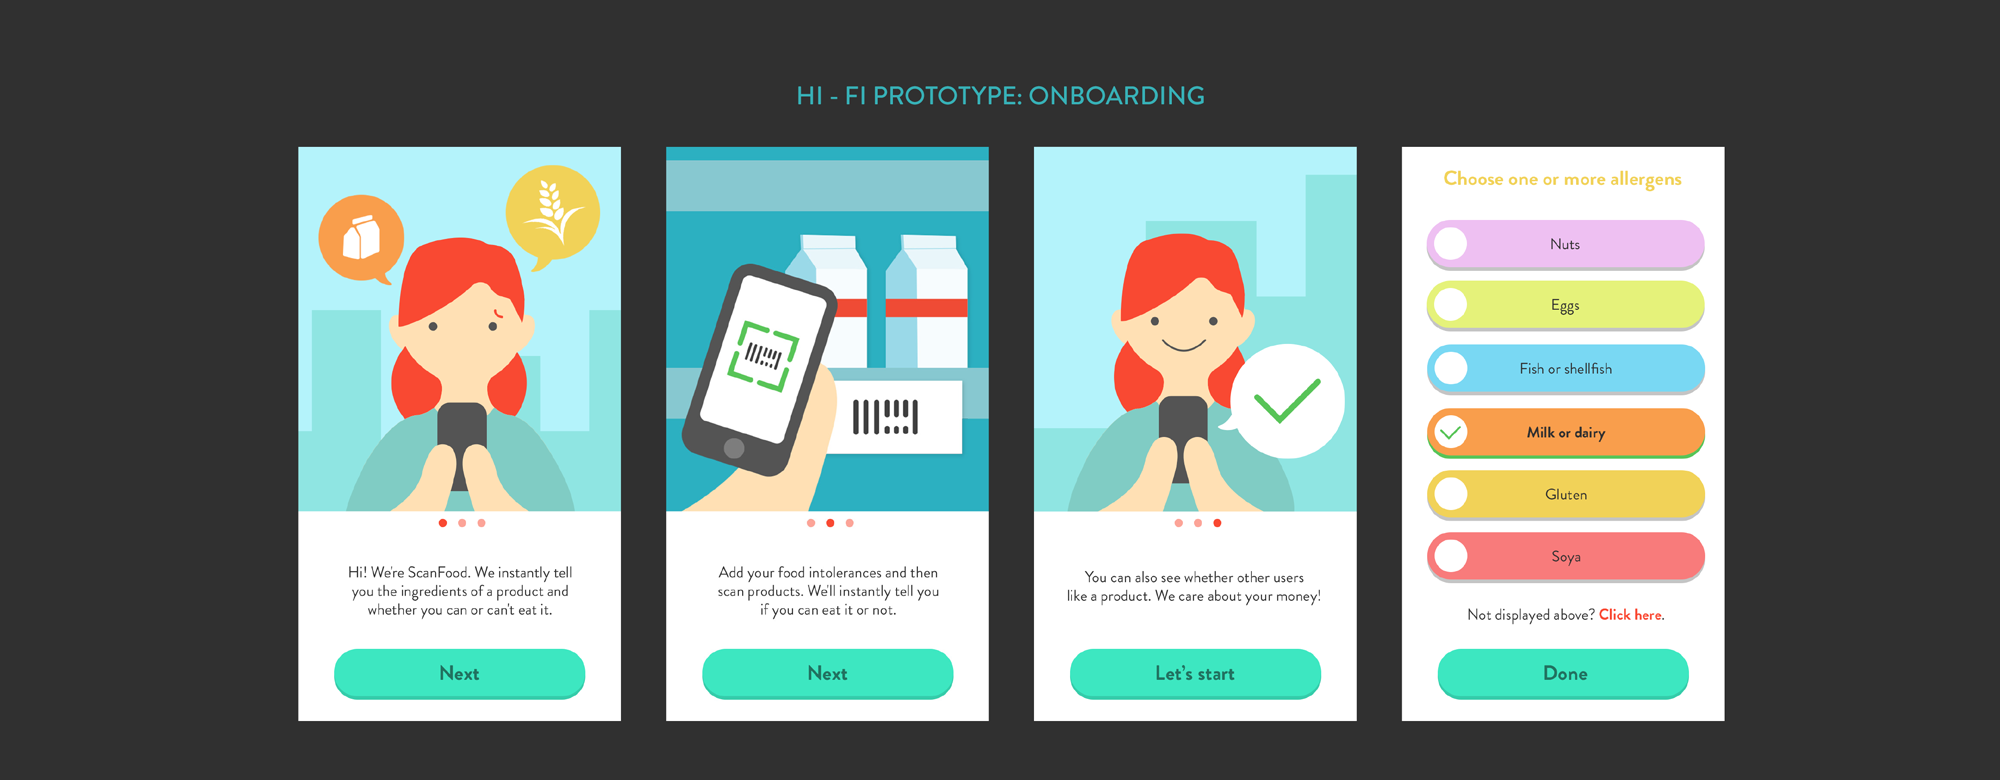 HI - FI PROTOTYPE: ONBOARDING
Hi! We're ScanFood. We instantly tell
you the ingredients of a product and
whether you can or can't eat it.
Next
Add your food intolerances and then
scan products. We'll instantly tell you
if you can eat it or not.
Next
You can also see whether other users
like a product. We care about your money!
Let's start
Choose one or more allergens
Nuts
Eggs
Fish or shellfish
Milk or dairy
Gluten
Soya
Not displayed above? Click here.
Done